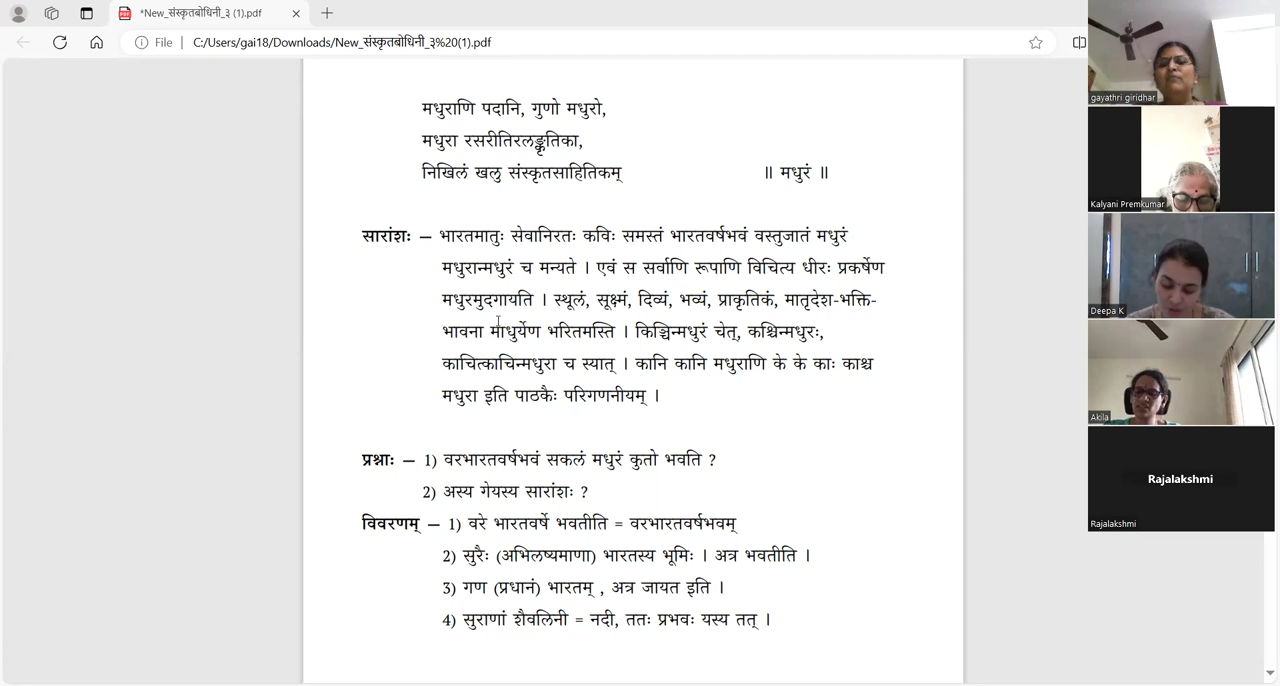 *New_संस्कृतबोधिनी_३ (1).pdf
File
C:/Users/gai18/Downloads/New_संस्कृतबोधिनी_३%20(1).pdf
मधुराणि पदानि, गुणो मधुरो,
मधुरा रसरीतिरलङ्कृतिका,
निखिलं खलु संस्कृतसाहितिकम् ॥ मधुरं ॥
सारांशः – भारतमातुः सेवानिरतः कविः समस्तं भारतवर्षभवं वस्तुजातं मधुरं
मधुरान्मधुरं च मन्यते । एवं स सर्वाणि रूपाणि विचित्य धीरः प्रकर्षेण
मधुरमुदगायति । स्थूलं, सूक्ष्मं, दिव्यं, भव्यं, प्राकृतिकं, मातृदेश-भक्ति-
भावना माधुर्येण भरितमस्ति । किञ्चिन्मधुरं चेत्, कश्चिन्मधुरः,
काचित्काचिन्मधुरा च स्यात् । कानि कानि मधुराणि के के काः काश्च
मधुरा इति पाठकैः परिगणनीयम् ।
प्रश्नाः – 1) वरभारतवर्षभवं सकलं मधुरं कुतो भवति ?
2) अस्य गेयस्य सारांशः ?
विवरणम् – 1) वरे भारतवर्षे भवतीति = वरभारतवर्षभवम्
2) सुरैः (अभिलष्यमाणा) भारतस्य भूमिः । अत्र भवतीति ।
3) गण (प्रधानं) भारतम् , अत्र जायत इति ।
4) सुराणां शैवलिनी = नदी, ततः प्रभवः यस्य तत् ।
gayathri giridhar
Kalyani Premkumar
Deepa K
Akila
Rajalakshmi
Rajalakshmi